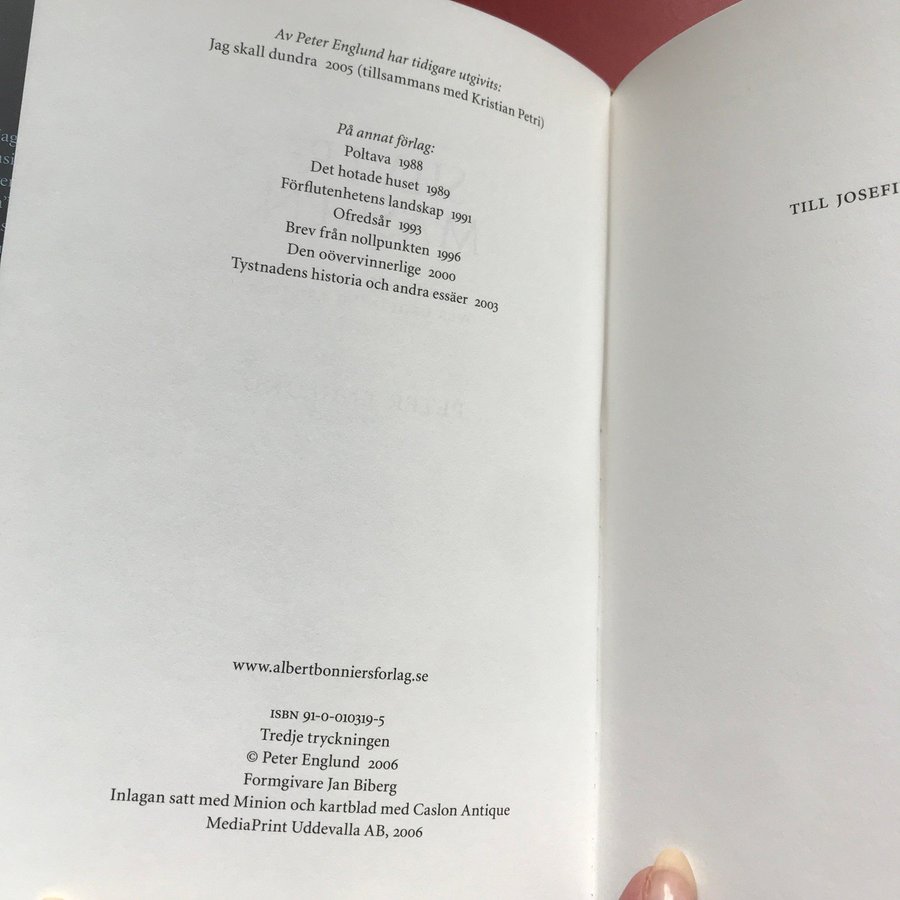 Av Peter Englund har tidigare utgivits:
Jag skall dundra 2005 (tillsammans med Kristian Petri)
På annat förlag:
Poltava 1988
Det hotade huset 1989
Förflutenhetens landskap 1991
Ofredsår 1993
Brev från nollpunkten 1996
Den oövervinnerlige 2000
Tystnadens historia och andra essäer 2003
www.albertbonniersforlag.se
ISBN 91-0-010319-5
Tredje tryckningen
© Peter Englund 2006
Formgivare Jan Biberg
Inlagan satt med Minion och kartblad med Caslon Antique
MediaPrint Uddevalla AB, 2006
TILL JOSEFI